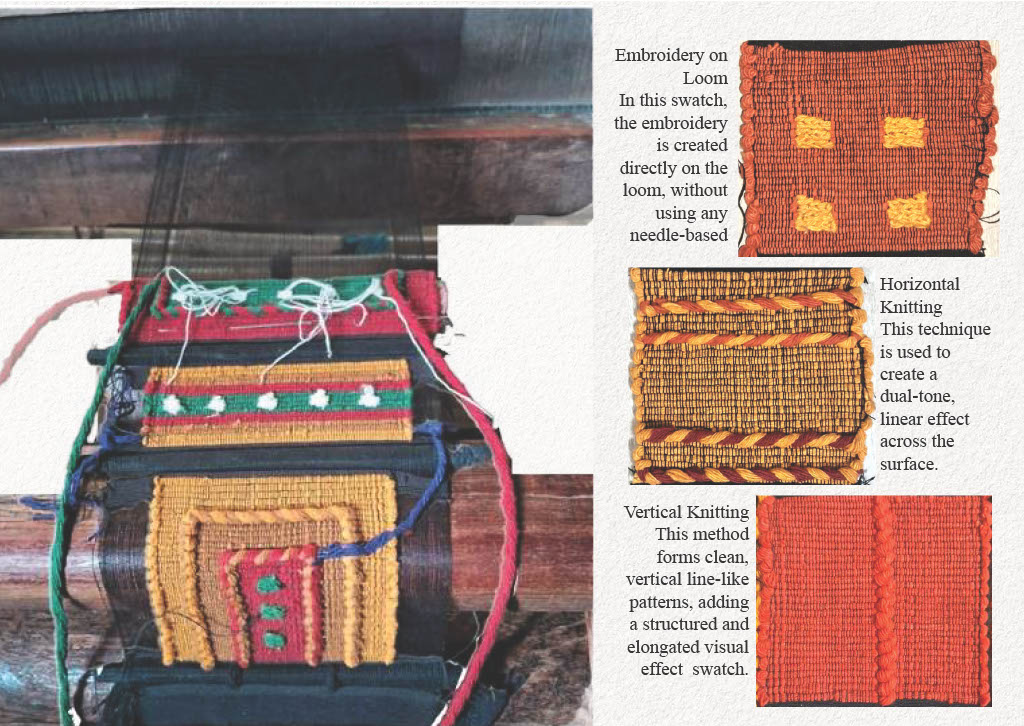 Embroidery on
Loom
In this swatch,
the embroidery
is created
directly on the
loom, without
using any
needle-based
Horizontal
Knitting
This technique
is used to
create a
dual-tone,
linear effect
across the
surface.
Vertical Knitting
This method
forms clean,
vertical line-like
patterns, adding
a structured and
elongated visual
effect swatch.